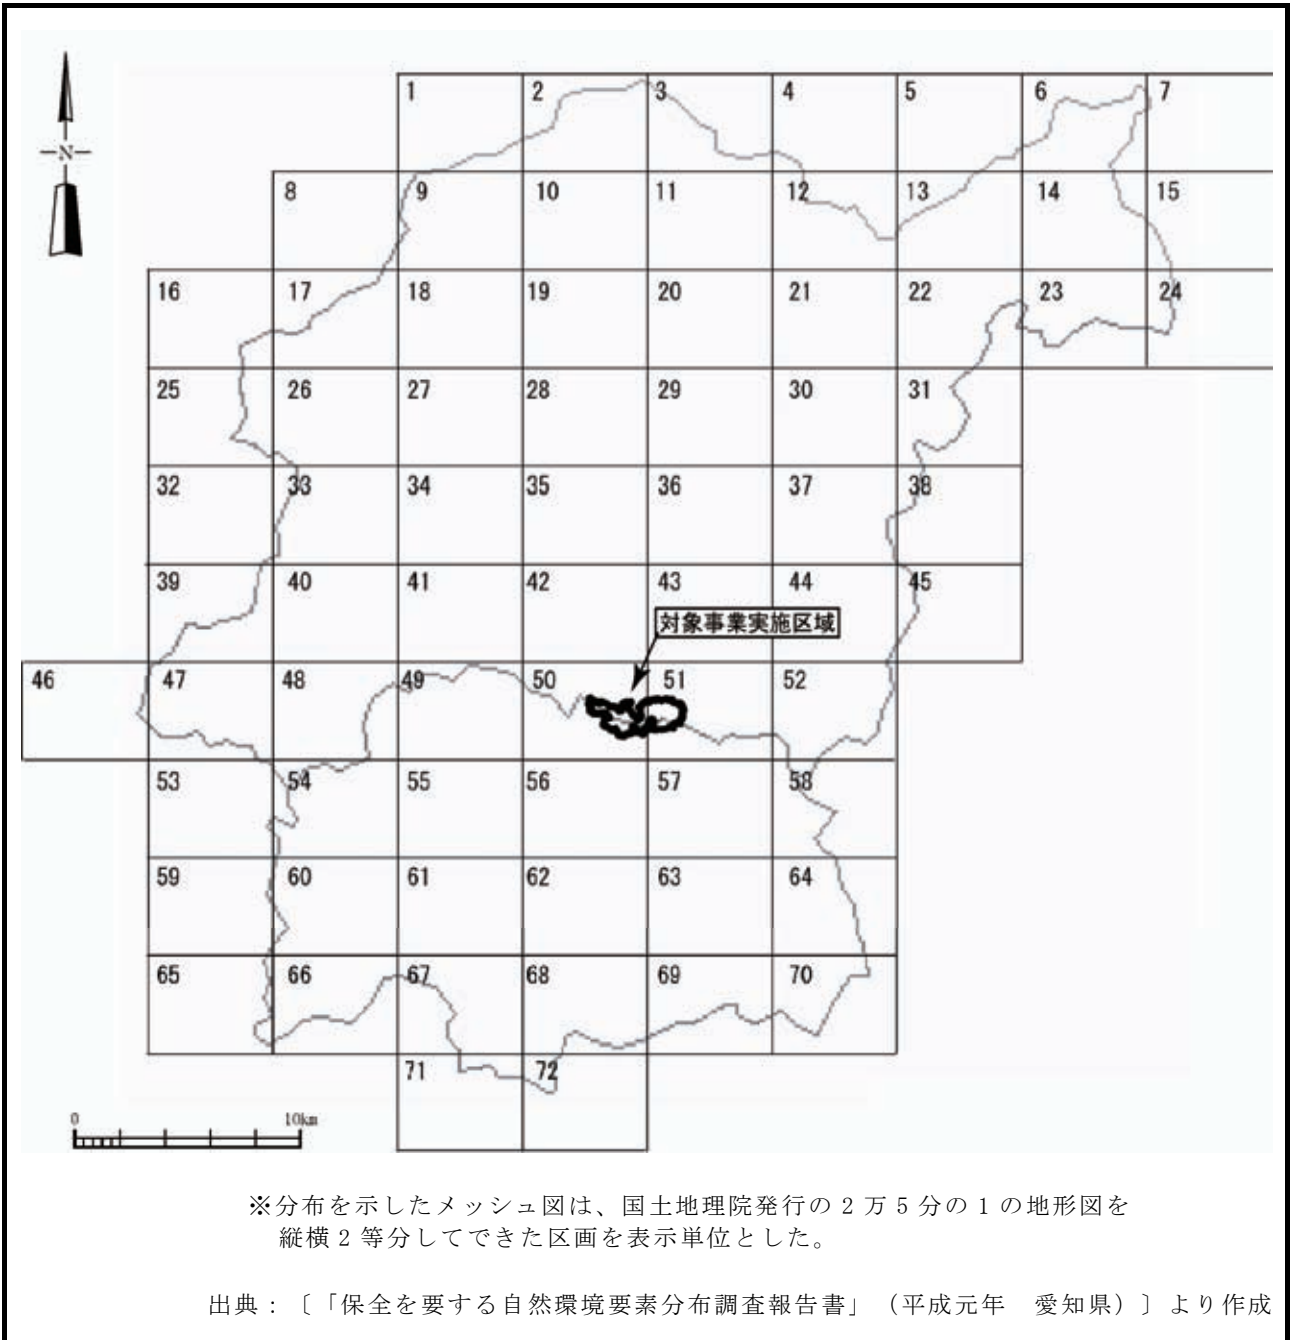 1 2 3 4 5 6 7
N
8 9 10 11 12 13 14 15
16 17 18 19 20 21 22 23 24
25 26 27 28 29 30 31
32 33 34 35 36 37 38
39 40 41 42 43 44 45
対象事業実施区域
46 47 48 49 50 51 52
53 54 55 56 57 58
59 60 61 62 63 64
65 66 67 68 69 70
71 72
0 10km
※分布を示したメッシュ図は、国土地理院発行の2万5分の1の地形図を
縦横2等分してできた区画を表示単位とした。
出典：〔「保全を要する自然環境要素分布調査報告書」（平成元年　愛知県）〕より作成